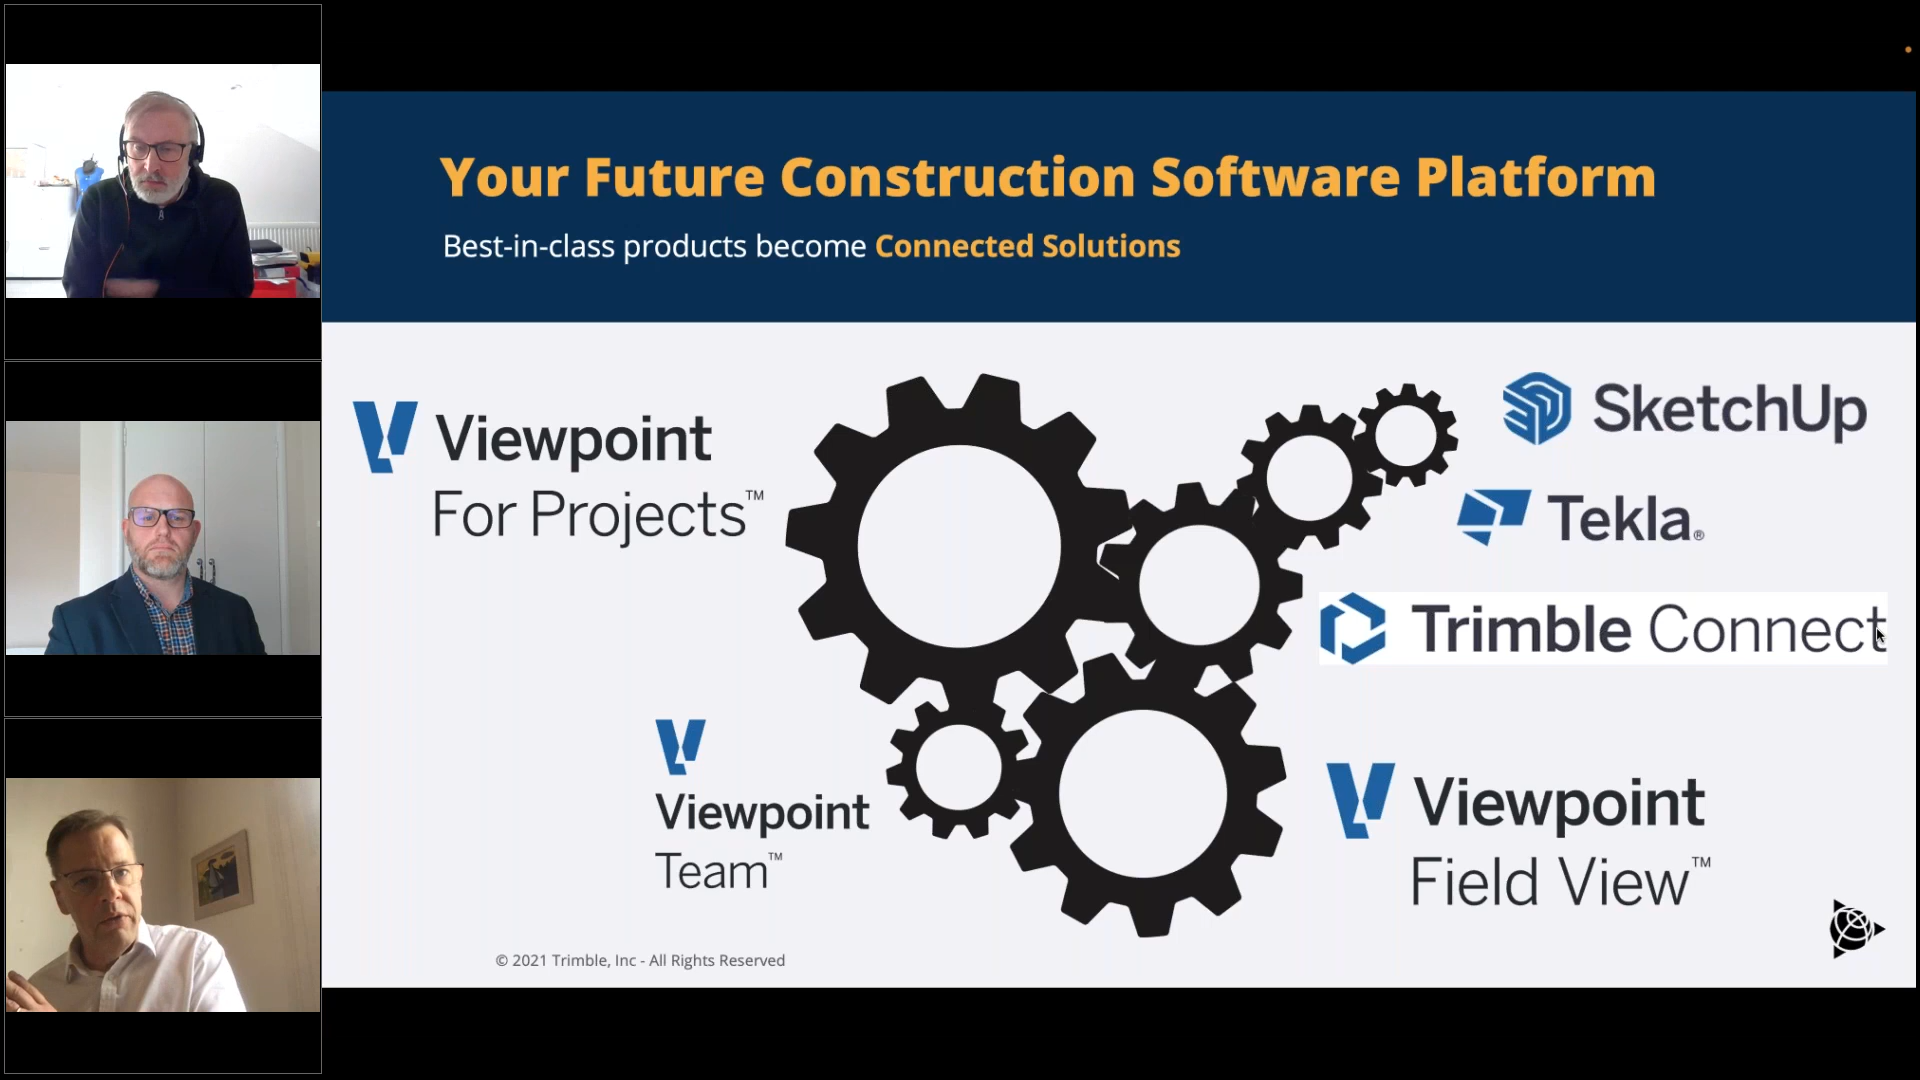 Your Future Construction Software Platform
Best-in-class products become Connected Solutions
Viewpoint
For Projects™
SketchUp
Tekla®
Trimble Connect
Viewpoint
Team™
Viewpoint
Field View™
© 2021 Trimble, Inc - All Rights Reserved